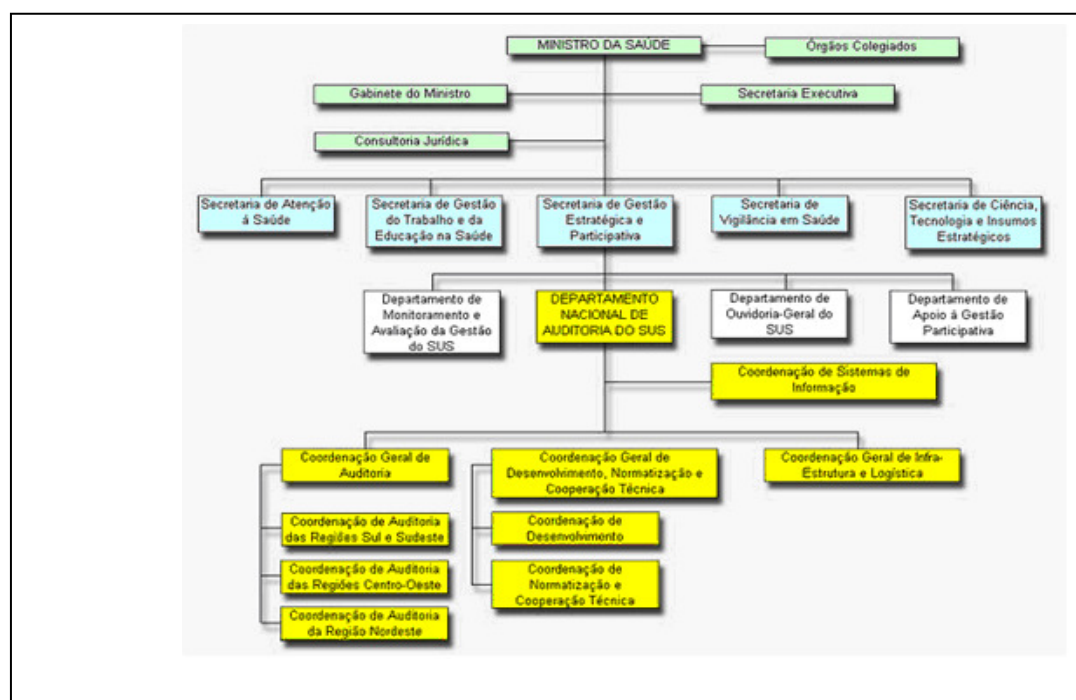 MINISTRO DA SAÚDE
Órgãos Colegiados
Gabinete do Ministro
Secretaria Executiva
Consultoria Jurídica
Secretaria de Atenção
á Saúde
Secretaria de Gestão
do Trabalho e da
Educação na Saúde
Secretaria de Gestão
Estratégica e
Participativa
Secretaria de
Vigilância em Saúde
Secretaria de Ciência,
Tecnologia e Insumos
Estratégicos
Departamento de
Monitoramento e
Avaliação da Gestão
do SUS
DEPARTAMENTO
NACIONAL DE
AUDITORIA DO SUS
Departamento de
Ouvidoria-Geral do
SUS
Departamento de
Apoio á Gestão
Participativa
Coordenação de Sistemas de
Informação
Coordenação Geral de
Auditoria
Coordenação Geral de
Desenvolvimento, Normatização e
Cooperação Técnica
Coordenação Geral de Infra-
Estrutura e Logística
Coordenação de Auditoria
das Regiões Sul e Sudeste
Coordenação de
Desenvolvimento
Coordenação de Auditoria
das Regiões Centro-Oeste
Coordenação de
Normatização e
Cooperação Técnica
Coordenação de Auditoria
da Região Nordeste